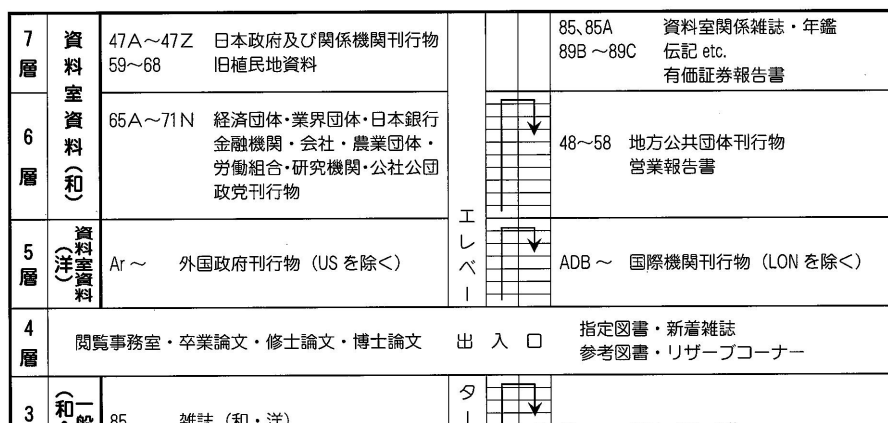 7層
資料室資料(和)
47A～47Z 日本政府及び関係機関刊行物
59～68 旧植民地資料
85、85A 資料室関係雑誌・年鑑
89B～89C 伝記 etc.
有価証券報告書
6層
65A～71N 経済団体・業界団体・日本銀行
金融機関・会社・農業団体・
労働組合・研究機関・公社公団
政党刊行物
48～58 地方公共団体刊行物
営業報告書
エレベーター
5層
資料室資料(洋)
Ar～ 外国政府刊行物(USを除く)
ADB～ 国際機関刊行物(LONを除く)
4層
閲覧事務室・卒業論文・修士論文・博士論文
出入口
指定図書・新着雑誌
参考図書・リザーブコーナー
3
(和
一般
85 雑誌(和・洋)